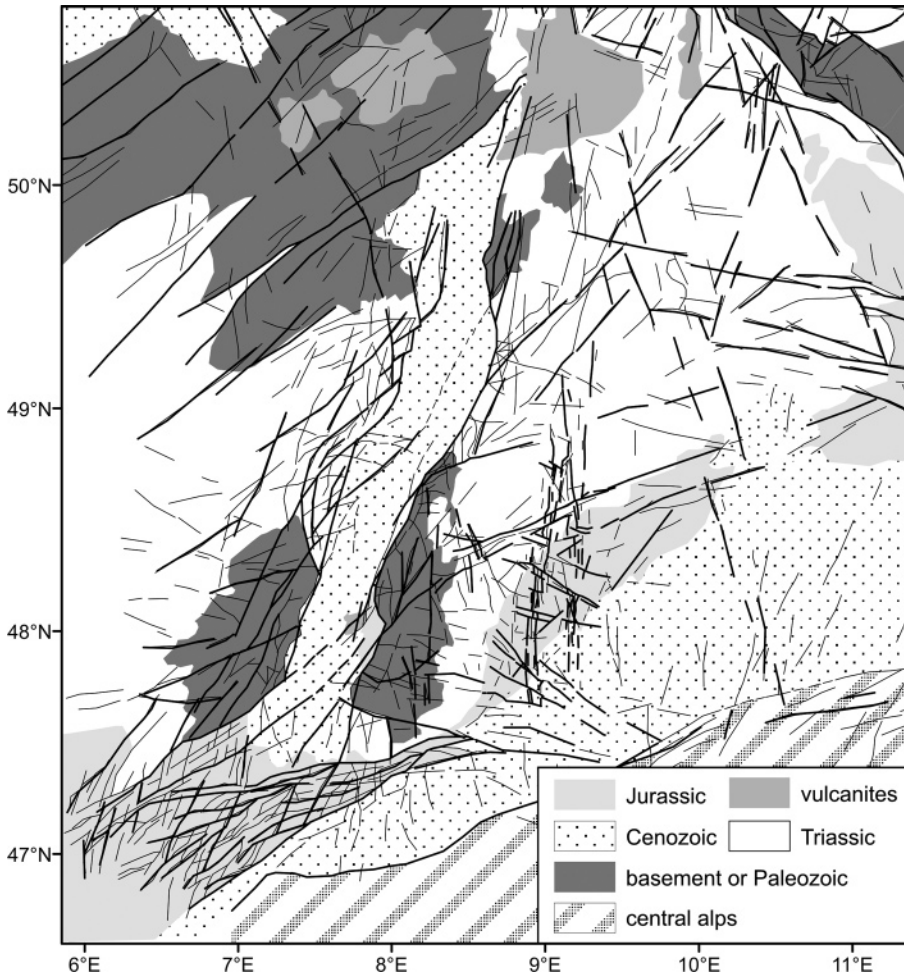 50°N
49°N
48°N
47°N
Jurassic
vulcanites
Cenozoic
Triassic
basement or Paleozoic
central alps
6°E
7°E
8°E
9°E
10°E
11°E